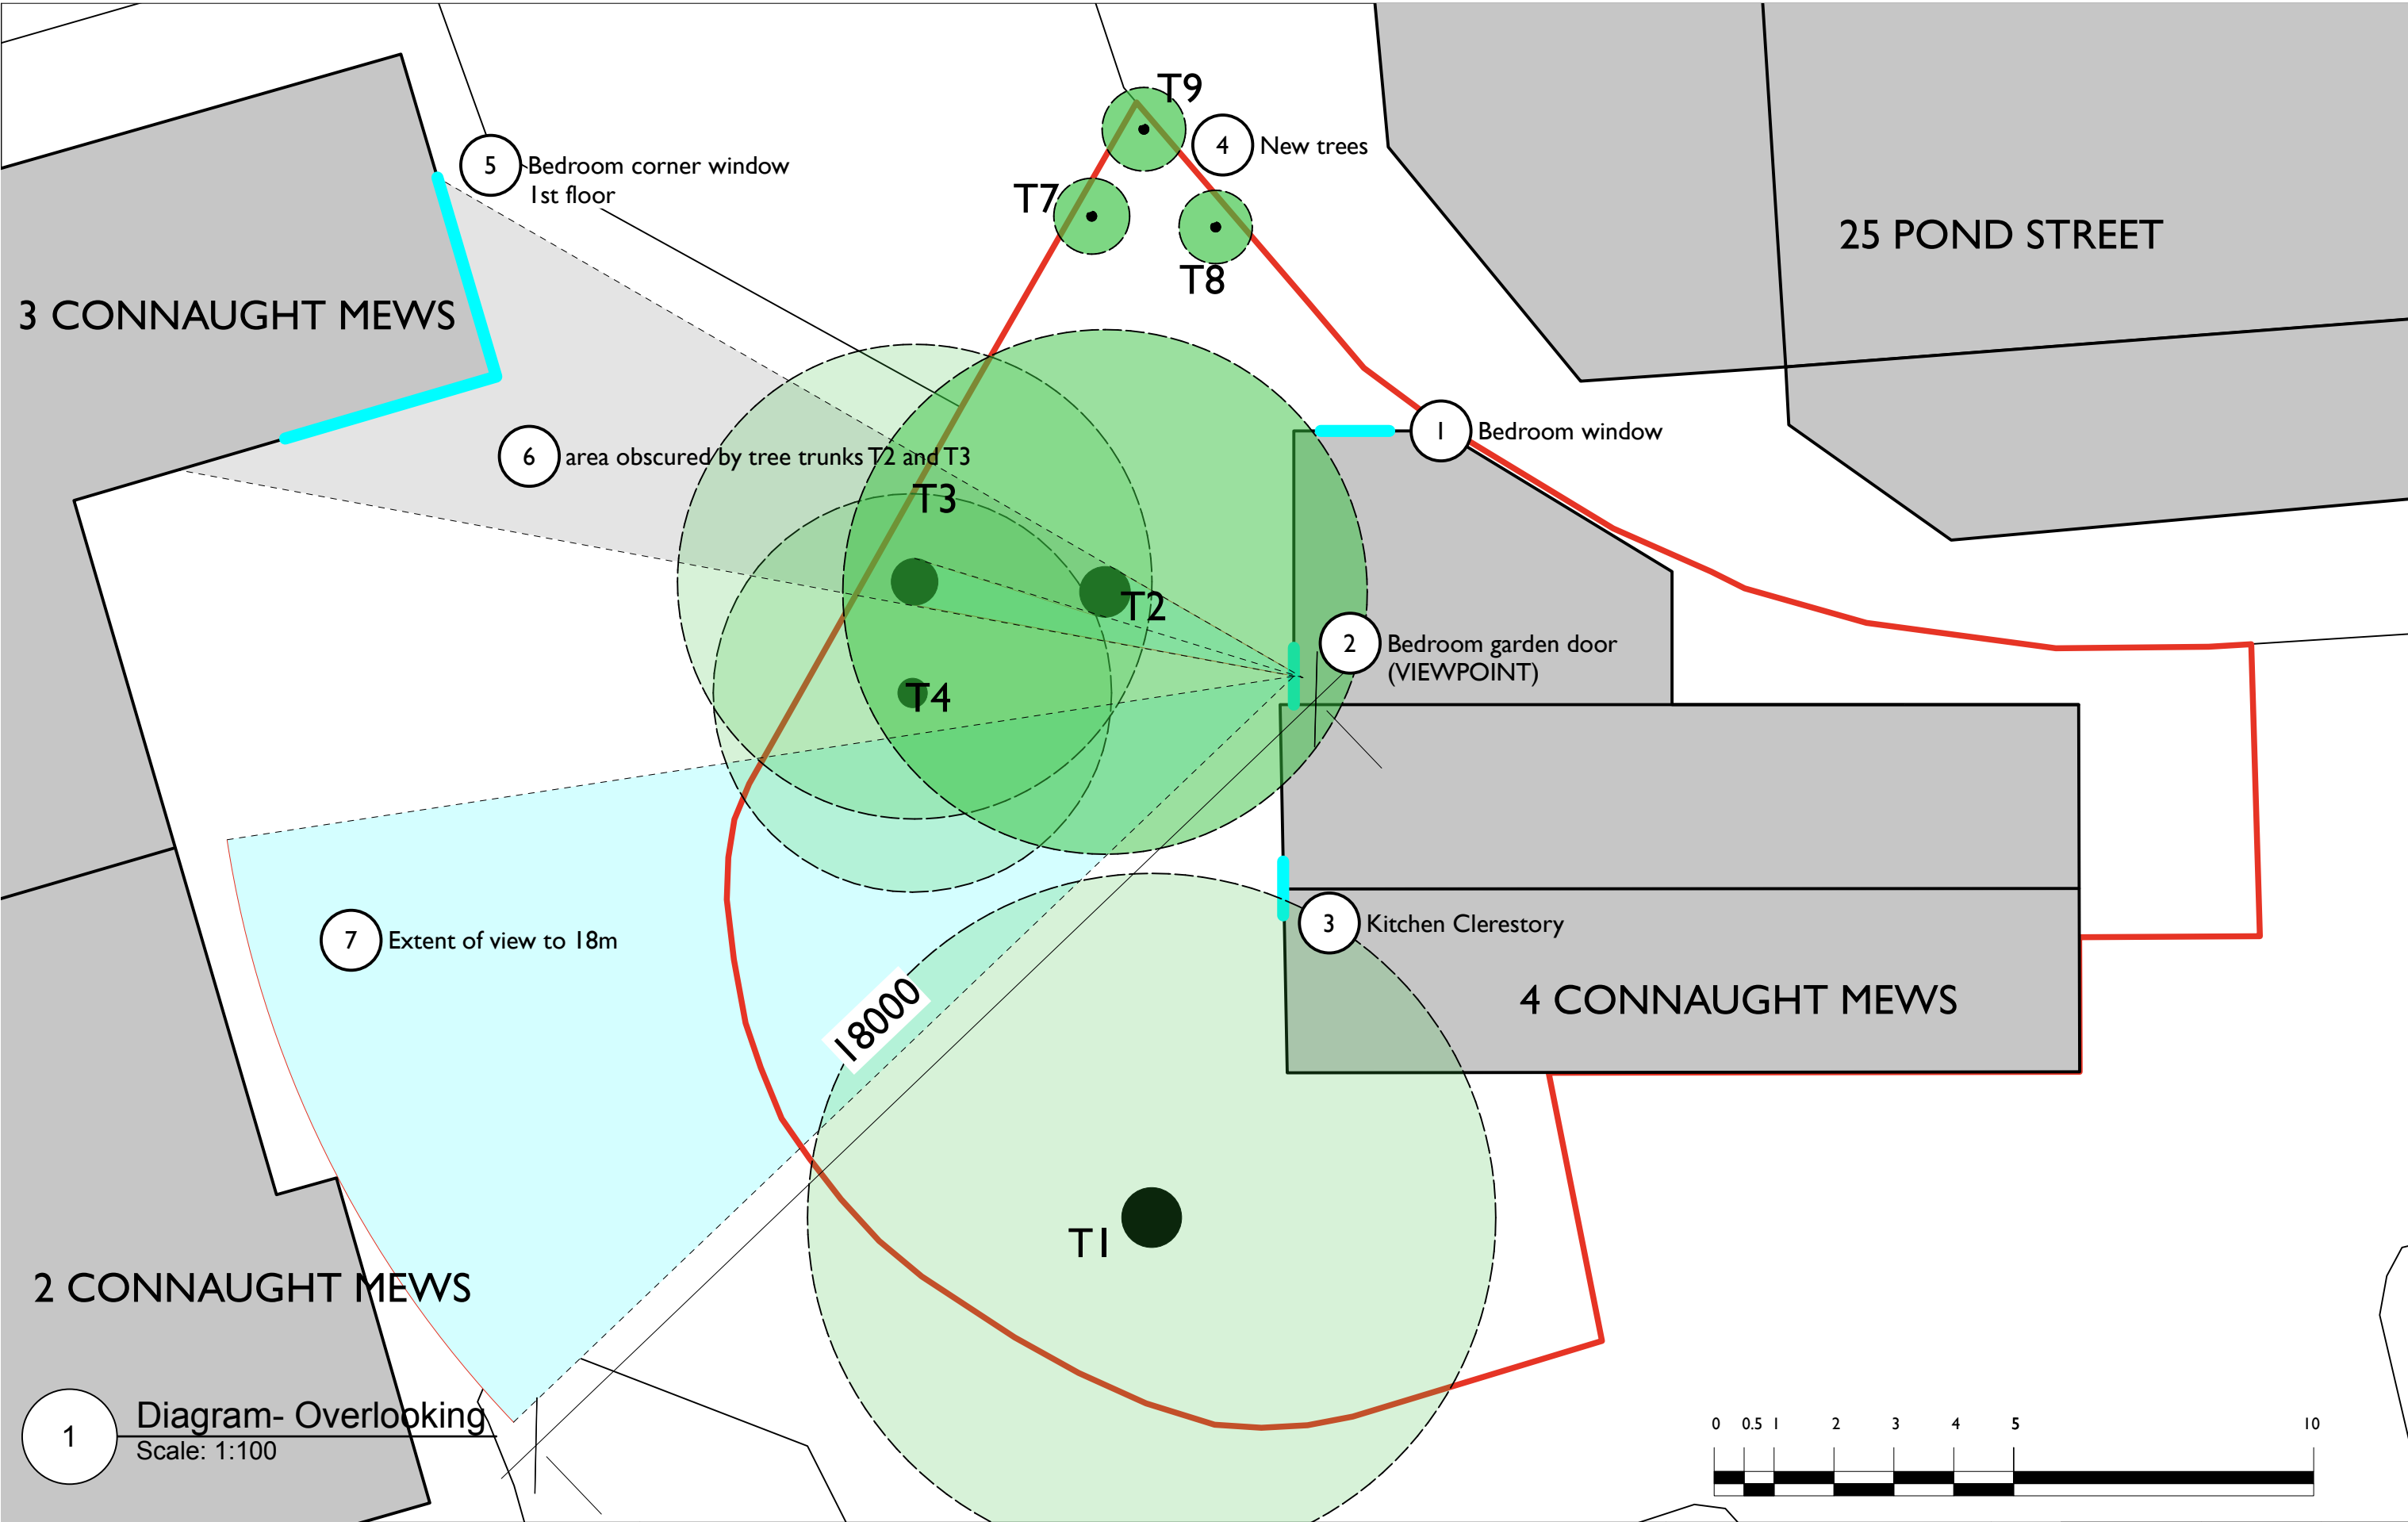 T9
4
New trees
5
Bedroom corner window
1st floor
T7
T8
25 POND STREET
3 CONNAUGHT MEWS
1
Bedroom window
6
area obscured by tree trunks T2 and T3
T3
T2
2
Bedroom garden door
(VIEWPOINT)
T4
3
Kitchen Clerestory
7
Extent of view to 18m
18000
4 CONNAUGHT MEWS
T1
2 CONNAUGHT MEWS
1
Diagram- Overlooking
Scale: 1:100
0 0.5 1 2 3 4 5 10